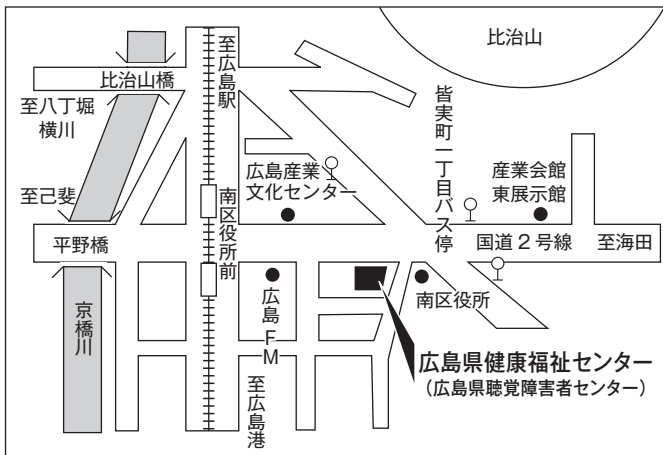 比治山
比治山橋
至広島駅
至八丁堀
横川
皆実町一丁目バス停
広島産業
文化センター
産業会館
東展示館
至己斐
南区役所前
平野橋
国道2号線
至海田
京橋川
広島FM
南区役所
広島県健康福祉センター
（広島県聴覚障害者センター）
至広島港